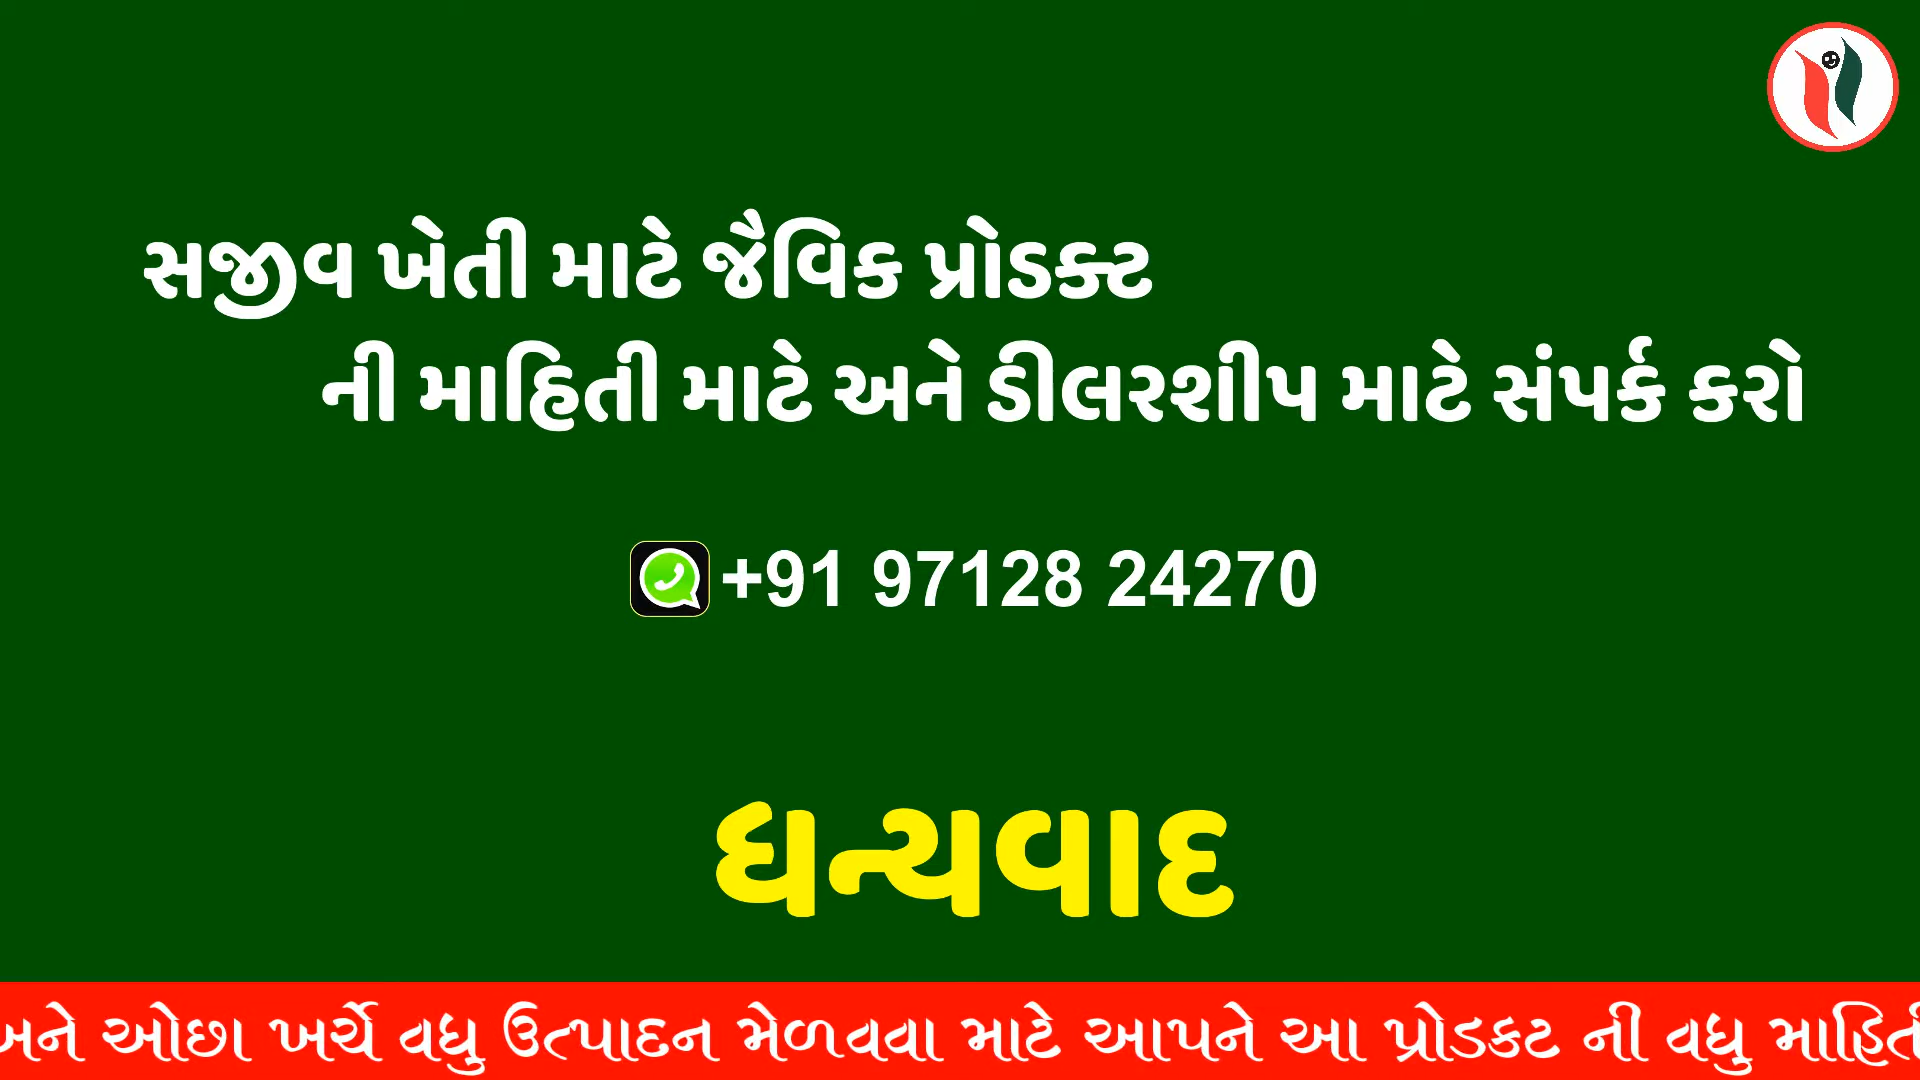 સજીવ ખેતી માટે જૈવિક પ્રોડક્ટ
ની માહિતી માટે અને ડીલરશીપ માટે સંપર્ક કરો
+91 97128 24270
ધન્યવાદ
અને ઓછા ખર્ચે વધુ ઉત્પાદન મેળવવા માટે આપને આ પ્રોડકટ ની વધુ માહિતી